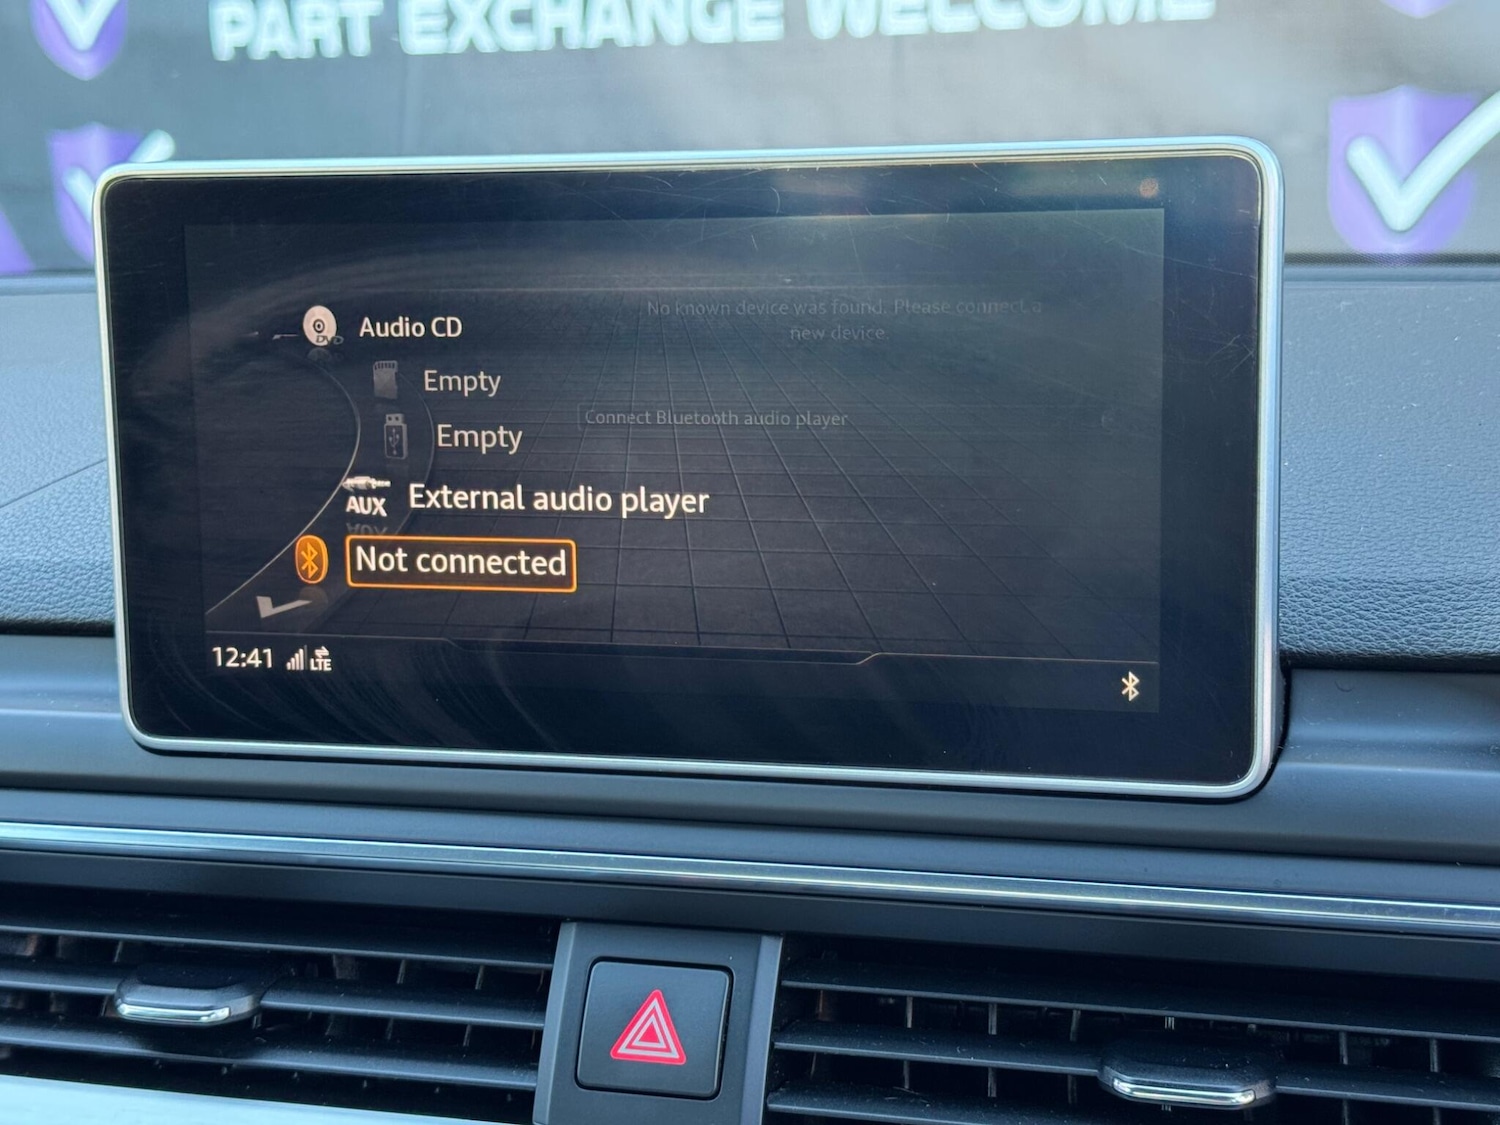 PART EXCHANGE WELCOME
No known device was found. Please connect a
new device.
DVD
Audio CD
Empty
Connect Bluetooth audio player
Empty
AUX
External audio player
Not connected
12:41
LTE